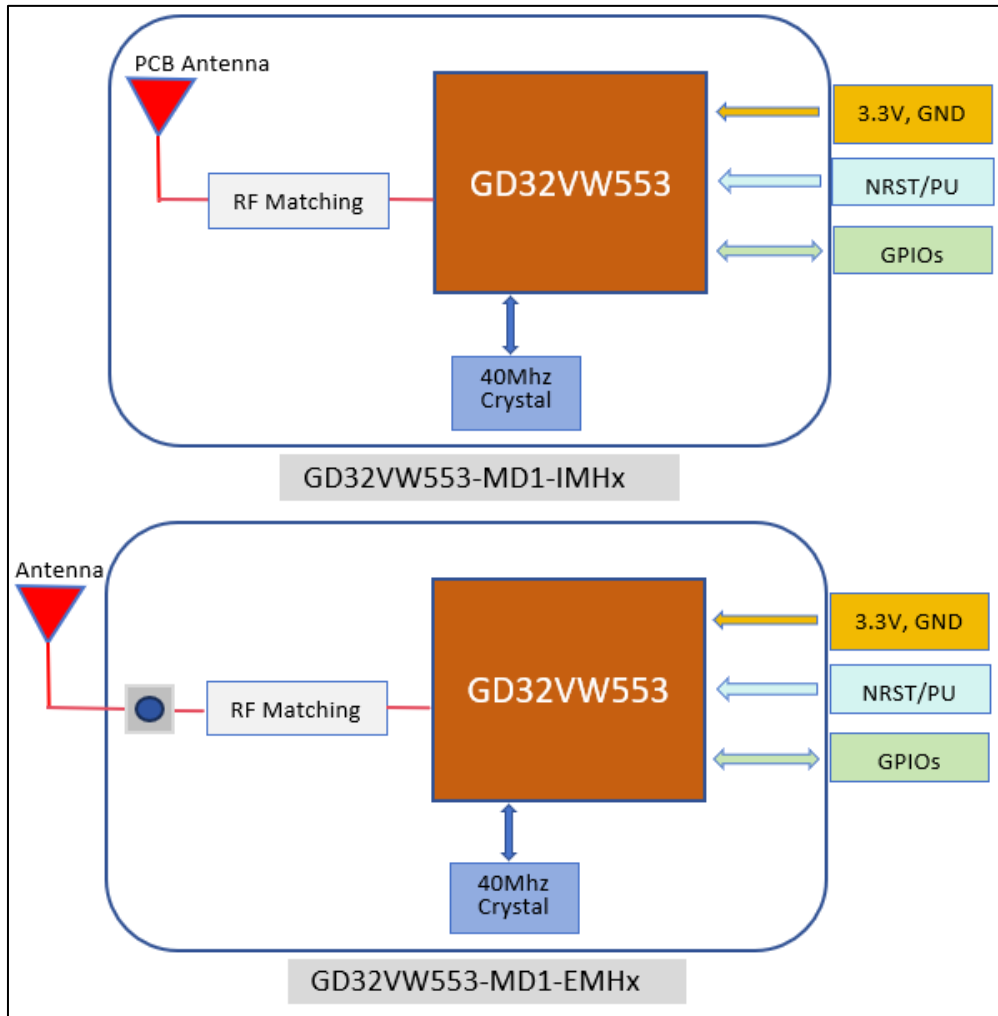 PCB Antenna
GD32VW553
RF Matching
3.3V, GND
NRST/PU
GPIOs
40Mhz
Crystal
GD32VW553-MD1-IMHx
Antenna
GD32VW553
RF Matching
3.3V, GND
NRST/PU
GPIOs
40Mhz
Crystal
GD32VW553-MD1-EMHx